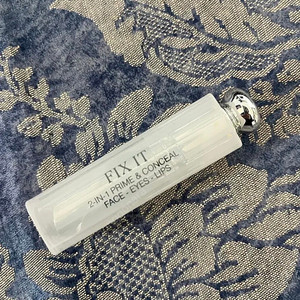 FIX IT
2-IN-1 PRIME & CONCEAL
FACE - EYES - LIPS